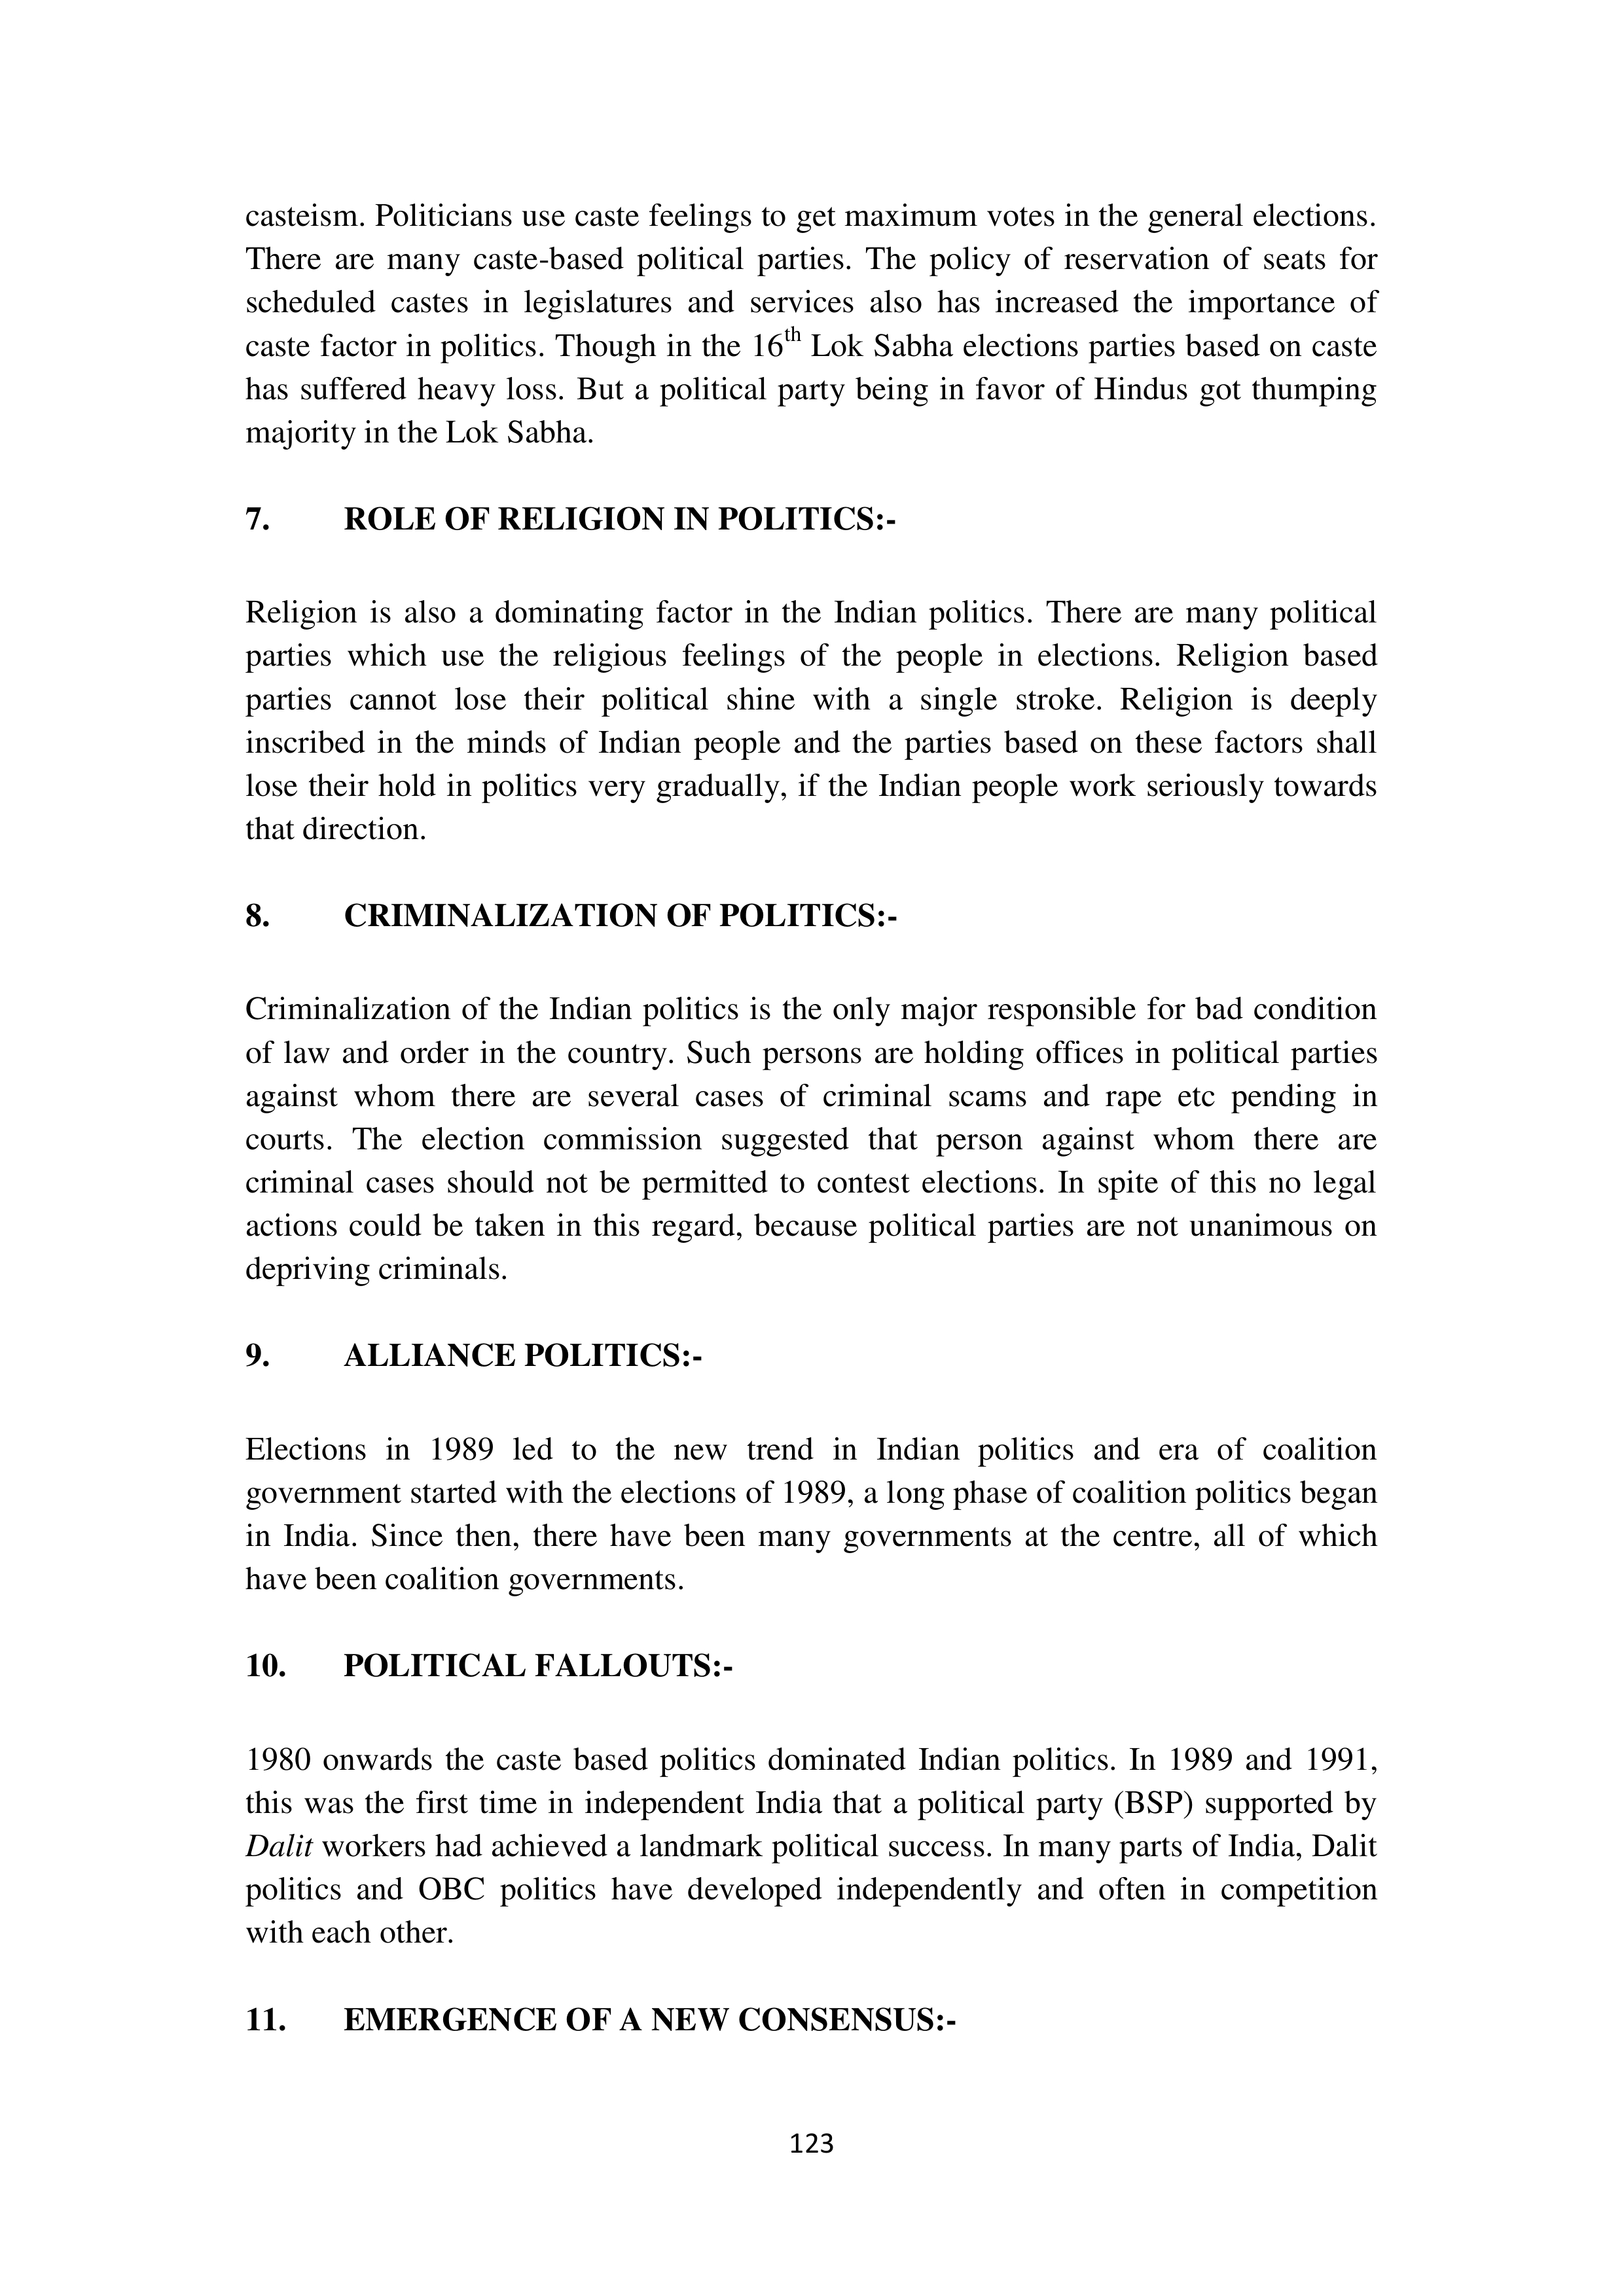 casteism. Politicians use caste feelings to get maximum votes in the general elections.
There are many caste-based political parties. The policy of reservation of seats for
scheduled castes in legislatures and services also has increased the importance of
caste factor in politics. Though in the 16th Lok Sabha elections parties based on caste
has suffered heavy loss. But a political party being in favor of Hindus got thumping
majority in the Lok Sabha.
7. ROLE OF RELIGION IN POLITICS:-
Religion is also a dominating factor in the Indian politics. There are many political
parties which use the religious feelings of the people in elections. Religion based
parties cannot lose their political shine with a single stroke. Religion is deeply
inscribed in the minds of Indian people and the parties based on these factors shall
lose their hold in politics very gradually, if the Indian people work seriously towards
that direction.
8. CRIMINALIZATION OF POLITICS:-
Criminalization of the Indian politics is the only major responsible for bad condition
of law and order in the country. Such persons are holding offices in political parties
against whom there are several cases of criminal scams and rape etc pending in
courts. The election commission suggested that person against whom there are
criminal cases should not be permitted to contest elections. In spite of this no legal
actions could be taken in this regard, because political parties are not unanimous on
depriving criminals.
9. ALLIANCE POLITICS:-
Elections in 1989 led to the new trend in Indian politics and era of coalition
government started with the elections of 1989, a long phase of coalition politics began
in India. Since then, there have been many governments at the centre, all of which
have been coalition governments.
10. POLITICAL FALLOUTS:-
1980 onwards the caste based politics dominated Indian politics. In 1989 and 1991,
this was the first time in independent India that a political party (BSP) supported by
Dalit workers had achieved a landmark political success. In many parts of India, Dalit
politics and OBC politics have developed independently and often in competition
with each other.
11. EMERGENCE OF A NEW CONSENSUS:-
123